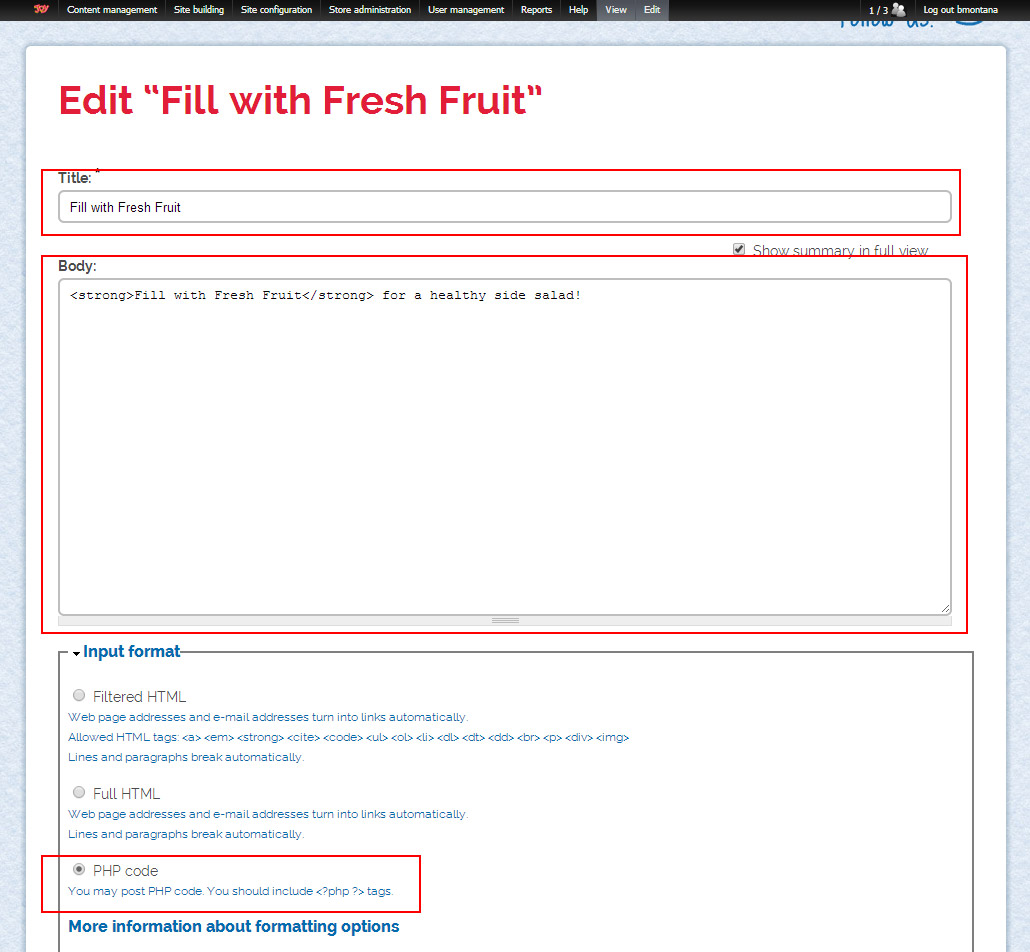 JOY Content management Site building Site configuration Store administration User management Reports Help View Edit 1 / 3 Log out bmontana
Follow us:
Edit “Fill with Fresh Fruit”
Title: *
Fill with Fresh Fruit
Show summary in full view
Body:
<strong>Fill with Fresh Fruit</strong> for a healthy side salad!
Input format
Filtered HTML
Web page addresses and e-mail addresses turn into links automatically.
Allowed HTML tags: <a> <em> <strong> <cite> <code> <ul> <ol> <li> <dl> <dt> <dd> <br> <p> <div> <img>
Lines and paragraphs break automatically.
Full HTML
Web page addresses and e-mail addresses turn into links automatically.
Lines and paragraphs break automatically.
PHP code
You may post PHP code. You should include <?php ?> tags.
More information about formatting options